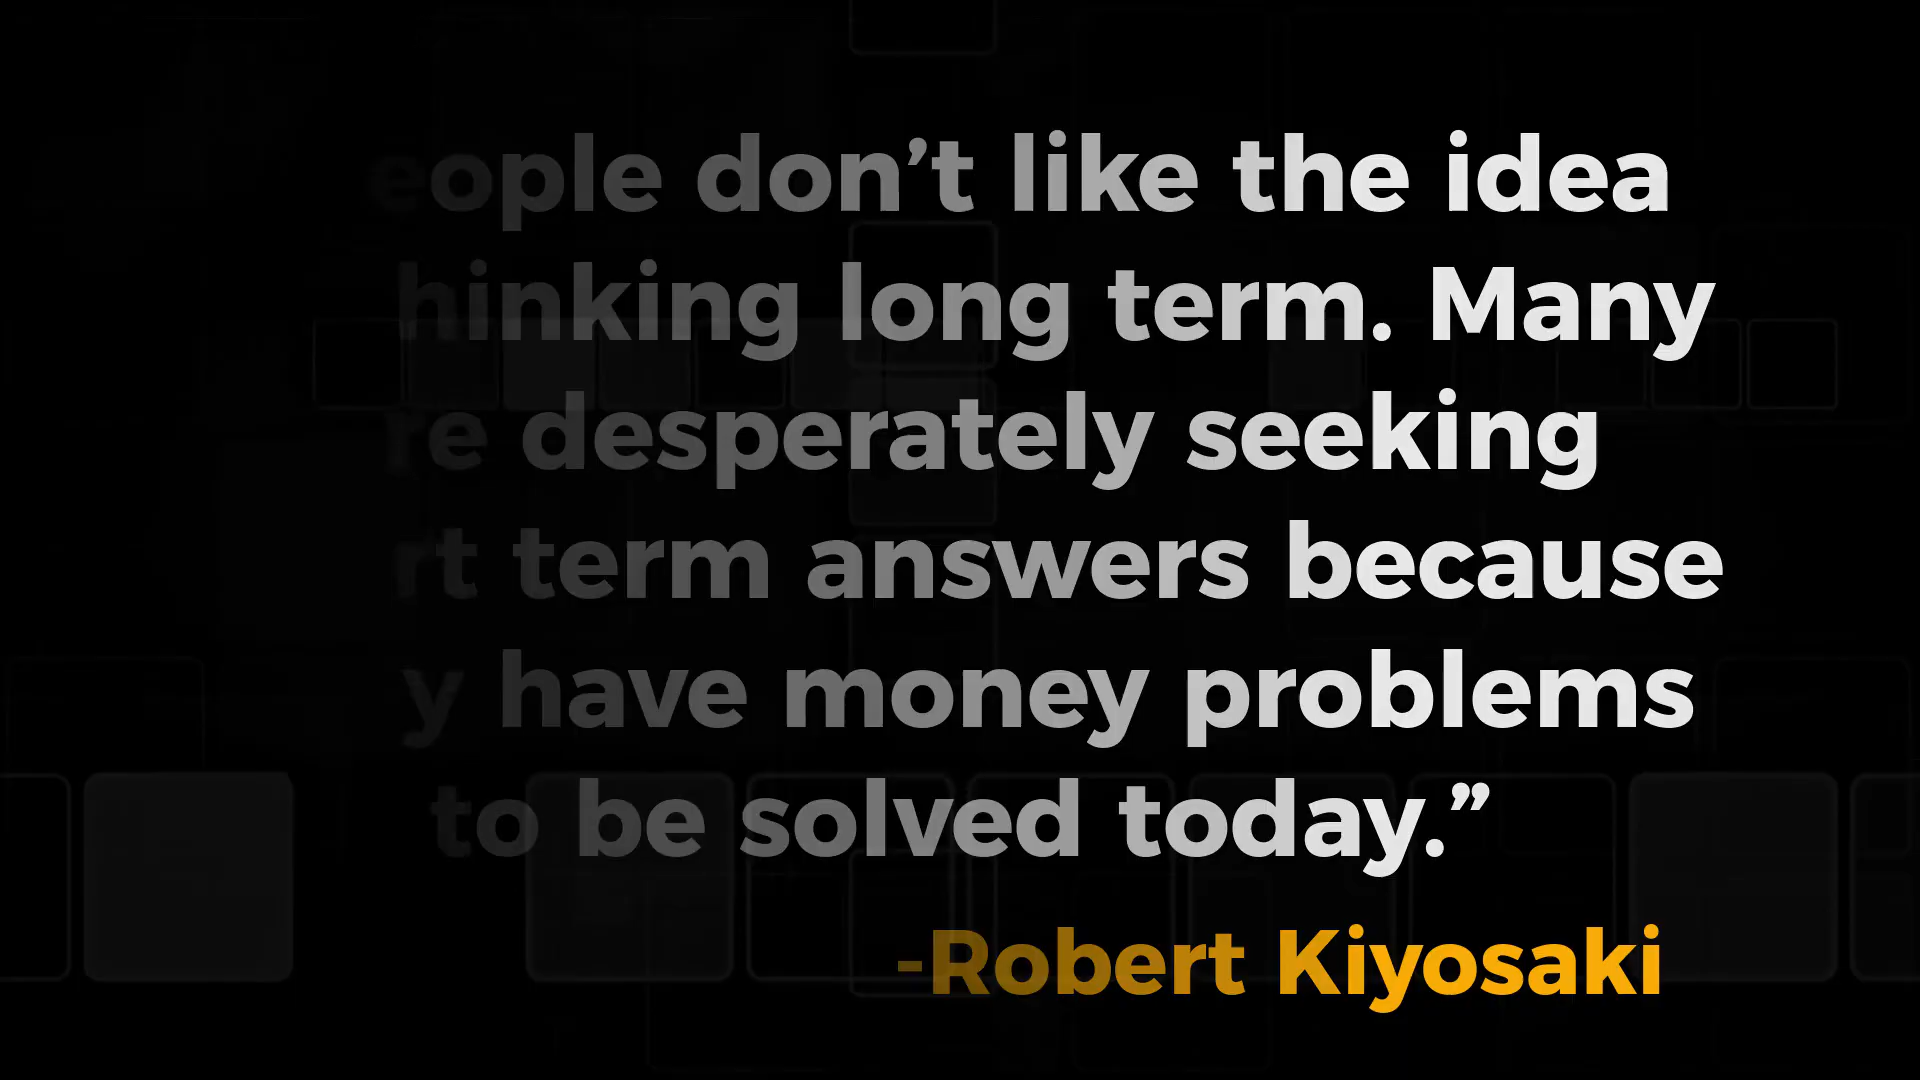 eople don’t like the idea
hinking long term. Many
re desperately seeking
rt term answers because
y have money problems
to be solved today.”
-Robert Kiyosaki